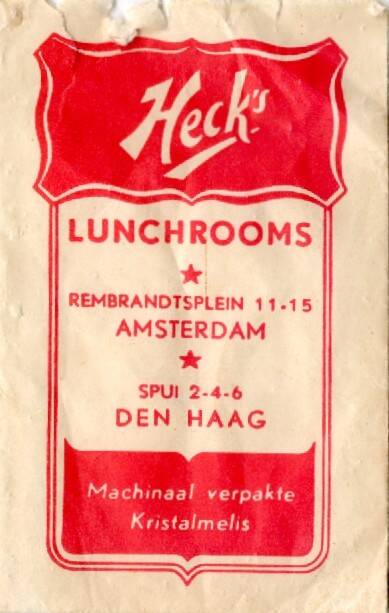 Heck's
LUNCHROOMS
REMBRANDTSPLEIN 11-15
AMSTERDAM
SPUI 2-4-6
DEN HAAG
Machinaal verpakte
Kristalmelis